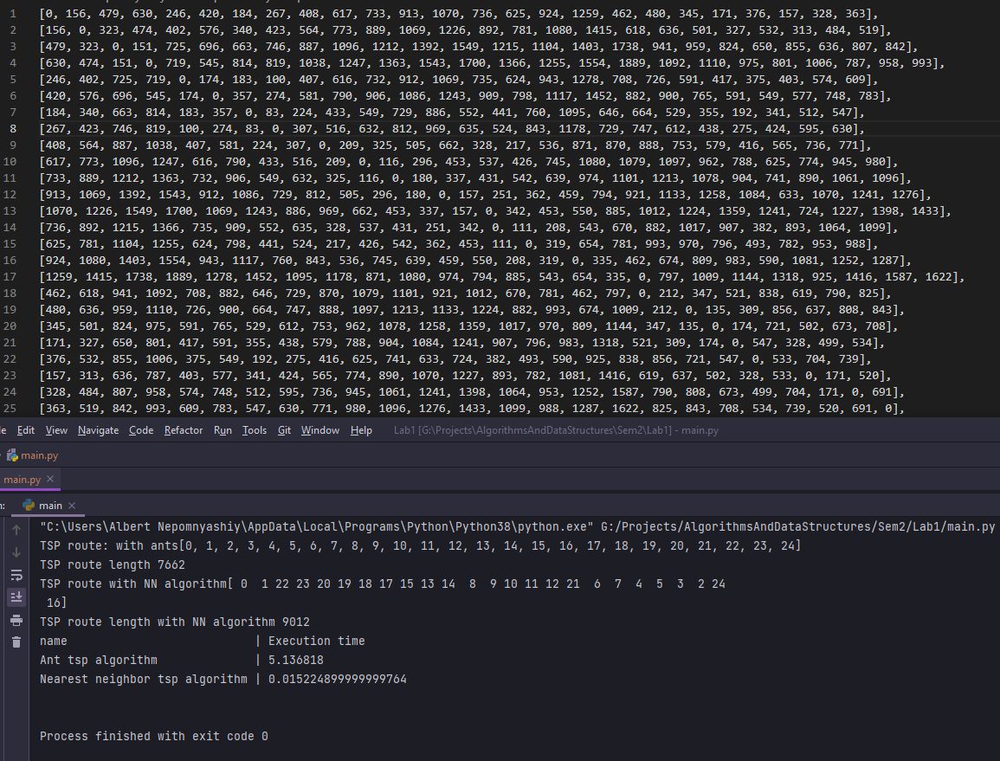 1 [0, 156, 479, 630, 246, 420, 184, 267, 408, 617, 733, 913, 1070, 736, 625, 924, 1259, 462, 480, 345, 171, 376, 157, 328, 363],
2 [156, 0, 323, 474, 402, 576, 340, 423, 564, 773, 889, 1069, 1226, 892, 781, 1080, 1415, 618, 636, 501, 327, 532, 313, 484, 519],
3 [479, 323, 0, 151, 725, 696, 663, 746, 887, 1096, 1212, 1392, 1549, 1215, 1104, 1403, 1738, 941, 959, 824, 650, 855, 636, 807, 842],
4 [630, 474, 151, 0, 719, 545, 814, 819, 1038, 1247, 1363, 1543, 1700, 1366, 1255, 1554, 1889, 1092, 1110, 975, 801, 1006, 787, 958, 993],
5 [246, 402, 725, 719, 0, 174, 183, 100, 407, 616, 732, 912, 1069, 735, 624, 943, 1278, 708, 726, 591, 417, 375, 403, 574, 609],
6 [420, 576, 696, 545, 174, 0, 357, 274, 581, 790, 906, 1086, 1243, 909, 798, 1117, 1452, 882, 900, 765, 591, 549, 577, 748, 783],
7 [184, 340, 663, 814, 183, 357, 0, 83, 224, 433, 549, 729, 886, 552, 441, 760, 1095, 646, 664, 529, 355, 192, 341, 512, 547],
8 [267, 423, 746, 819, 100, 274, 83, 0, 307, 516, 632, 812, 969, 635, 524, 843, 1178, 729, 747, 612, 438, 275, 424, 595, 630],
9 [408, 564, 887, 1038, 407, 581, 224, 307, 0, 209, 325, 505, 662, 328, 217, 536, 871, 870, 888, 753, 579, 416, 565, 736, 771],
10 [617, 773, 1096, 1247, 616, 790, 433, 516, 209, 0, 116, 296, 453, 537, 426, 745, 1080, 1079, 1097, 962, 788, 625, 774, 945, 980],
11 [733, 889, 1212, 1363, 732, 906, 549, 632, 325, 116, 0, 180, 337, 431, 542, 639, 974, 1101, 1213, 1078, 904, 741, 890, 1061, 1096],
12 [913, 1069, 1392, 1543, 912, 1086, 729, 812, 505, 296, 180, 0, 157, 251, 362, 459, 794, 921, 1133, 1258, 1084, 633, 1070, 1241, 1276],
13 [1070, 1226, 1549, 1700, 1069, 1243, 886, 969, 662, 453, 337, 157, 0, 342, 453, 550, 885, 1012, 1224, 1359, 1241, 724, 1227, 1398, 1433],
14 [736, 892, 1215, 1366, 735, 909, 552, 635, 328, 537, 431, 251, 342, 0, 111, 208, 543, 670, 882, 1017, 907, 382, 893, 1064, 1099],
15 [625, 781, 1104, 1255, 624, 798, 441, 524, 217, 426, 542, 362, 453, 111, 0, 319, 654, 781, 993, 970, 796, 493, 782, 953, 988],
16 [924, 1080, 1403, 1554, 943, 1117, 760, 843, 536, 745, 639, 459, 550, 208, 319, 0, 335, 462, 674, 809, 983, 590, 1081, 1252, 1287],
17 [1259, 1415, 1738, 1889, 1278, 1452, 1095, 1178, 871, 1080, 974, 794, 885, 543, 654, 335, 0, 797, 1009, 1144, 1318, 925, 1416, 1587, 1622],
18 [462, 618, 941, 1092, 708, 882, 646, 729, 870, 1079, 1101, 921, 1012, 670, 781, 462, 797, 0, 212, 347, 521, 838, 619, 790, 825],
19 [480, 636, 959, 1110, 726, 900, 664, 747, 888, 1097, 1213, 1133, 1224, 882, 993, 674, 1009, 212, 0, 135, 309, 856, 637, 808, 843],
20 [345, 501, 824, 975, 591, 765, 529, 612, 753, 962, 1078, 1258, 1359, 1017, 970, 809, 1144, 347, 135, 0, 174, 721, 502, 673, 708],
21 [171, 327, 650, 801, 417, 591, 355, 438, 579, 788, 904, 1084, 1241, 907, 796, 983, 1318, 521, 309, 174, 0, 547, 328, 499, 534],
22 [376, 532, 855, 1006, 375, 549, 192, 275, 416, 625, 741, 633, 724, 382, 493, 590, 925, 838, 856, 721, 547, 0, 533, 704, 739],
23 [157, 313, 636, 787, 403, 577, 341, 424, 565, 774, 890, 1070, 1227, 893, 782, 1081, 1416, 619, 637, 502, 328, 533, 0, 171, 520],
24 [328, 484, 807, 958, 574, 748, 512, 595, 736, 945, 1061, 1241, 1398, 1064, 953, 1252, 1587, 790, 808, 673, 499, 704, 171, 0, 691],
25 [363, 519, 842, 993, 609, 783, 547, 630, 771, 980, 1096, 1276, 1433, 1099, 988, 1287, 1622, 825, 843, 708, 534, 739, 520, 691, 0],
Edit View Navigate Code Refactor Run Tools Git Window Help Lab1 [G:\Projects\AlgorithmsAndDataStructures\Sem2\Lab1] - main.py
main.py
main.py
main
"C:\Users\Albert Nepomnyashiy\AppData\Local\Programs\Python\Python38\python.exe" G:/Projects/AlgorithmsAndDataStructures/Sem2/Lab1/main.py
TSP route: with ants[0, 1, 2, 3, 4, 5, 6, 7, 8, 9, 10, 11, 12, 13, 14, 15, 16, 17, 18, 19, 20, 21, 22, 23, 24]
TSP route length 7662
TSP route with NN algorithm[ 0  1 22 23 20 19 18 17 15 13 14  8  9 10 11 12 21  6  7  4  5  3  2 24
16]
TSP route length with NN algorithm 9012
name | Execution time
Ant tsp algorithm | 5.136818
Nearest neighbor tsp algorithm | 0.015224899999999764
Process finished with exit code 0